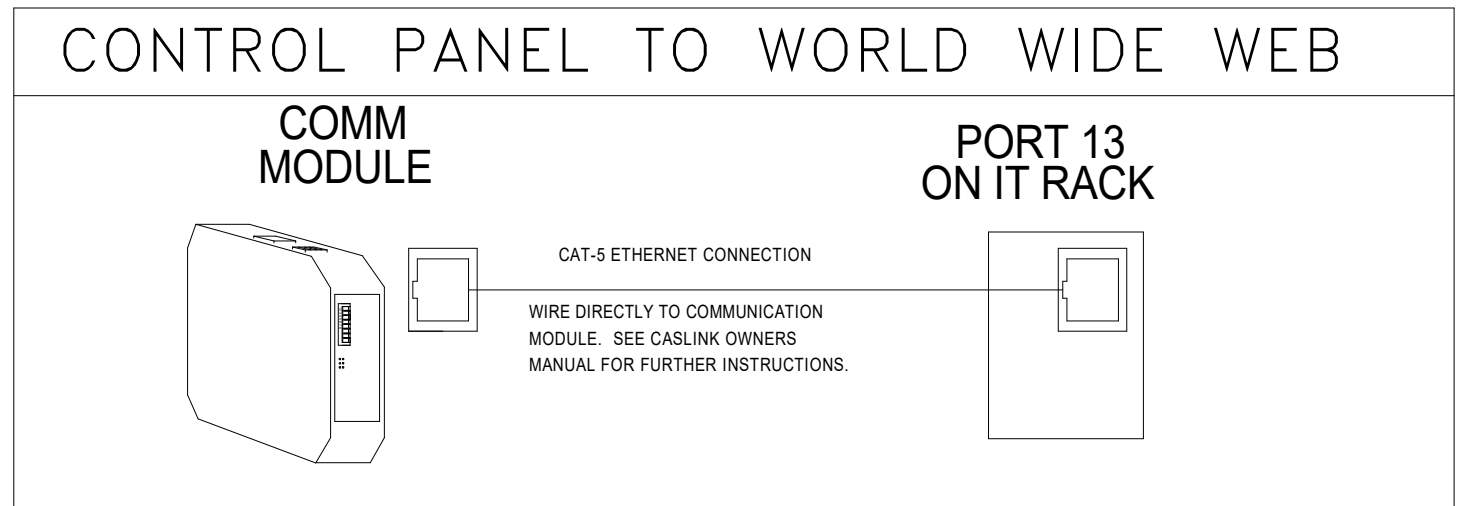 CONTROL PANEL TO WORLD WIDE WEB
COMM
MODULE
PORT 13
ON IT RACK
CAT-5 ETHERNET CONNECTION
WIRE DIRECTLY TO COMMUNICATION
MODULE. SEE CASLINK OWNERS
MANUAL FOR FURTHER INSTRUCTIONS.